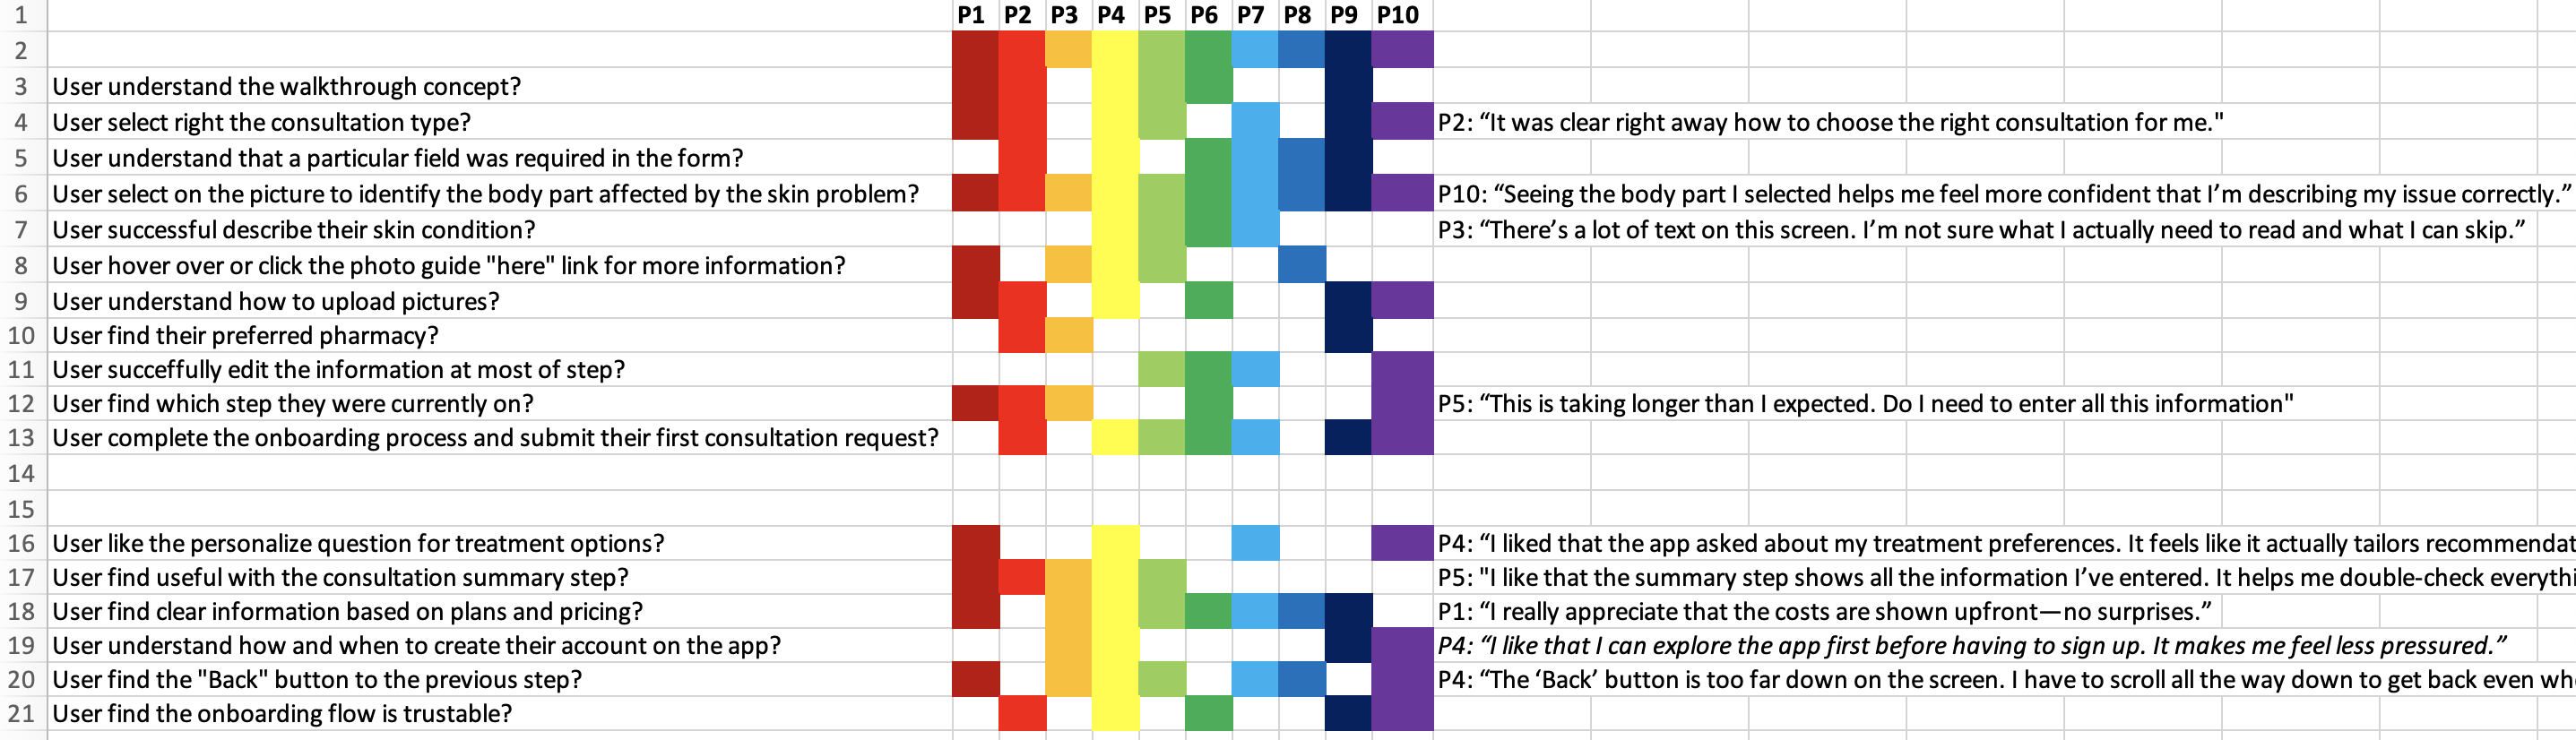 1 P1 P2 P3 P4 P5 P6 P7 P8 P9 P10
2
3 User understand the walkthrough concept?
4 User select right the consultation type? P2: “It was clear right away how to choose the right consultation for me."
5 User understand that a particular field was required in the form?
6 User select on the picture to identify the body part affected by the skin problem? P10: “Seeing the body part I selected helps me feel more confident that I’m describing my issue correctly.”
7 User successful describe their skin condition? P3: “There’s a lot of text on this screen. I’m not sure what I actually need to read and what I can skip.”
8 User hover over or click the photo guide "here" link for more information?
9 User understand how to upload pictures?
10 User find their preferred pharmacy?
11 User succeffully edit the information at most of step?
12 User find which step they were currently on? P5: “This is taking longer than I expected. Do I need to enter all this information"
13 User complete the onboarding process and submit their first consultation request?
14
15
16 User like the personalize question for treatment options? P4: “I liked that the app asked about my treatment preferences. It feels like it actually tailors recommendat
17 User find useful with the consultation summary step? P5: "I like that the summary step shows all the information I’ve entered. It helps me double-check everythi
18 User find clear information based on plans and pricing? P1: “I really appreciate that the costs are shown upfront—no surprises.”
19 User understand how and when to create their account on the app? P4: “I like that I can explore the app first before having to sign up. It makes me feel less pressured.”
20 User find the "Back" button to the previous step? P4: “The ‘Back’ button is too far down on the screen. I have to scroll all the way down to get back even wh
21 User find the onboarding flow is trustable?